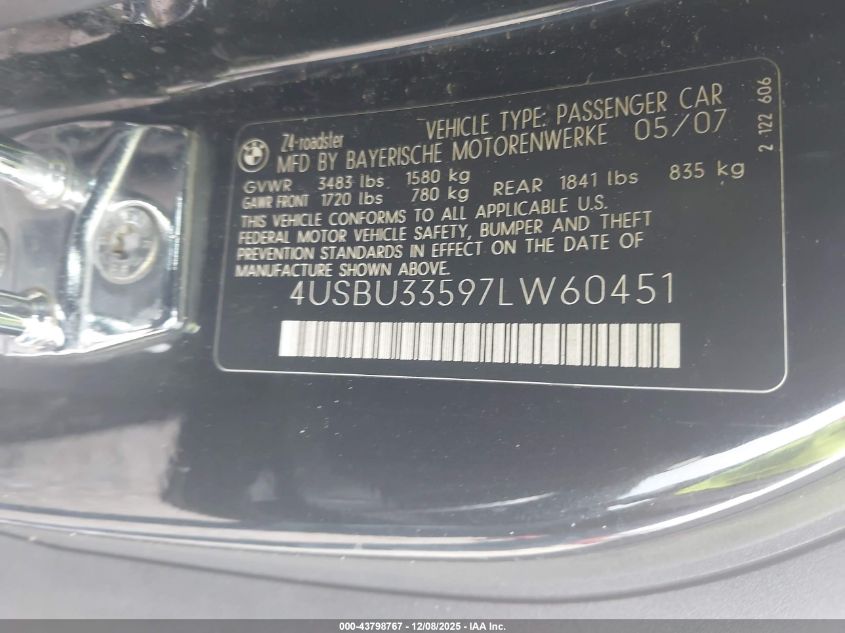 BMW
Z4-roadster VEHICLE TYPE: PASSENGER CAR
MFD BY BAYERISCHE MOTORENWERKE 05/07
GVWR 3483 lbs 1580 kg
GAWR FRONT 1720 lbs 780 kg REAR 1841 lbs 835 kg
THIS VEHICLE CONFORMS TO ALL APPLICABLE U.S.
FEDERAL MOTOR VEHICLE SAFETY, BUMPER AND THEFT
PREVENTION STANDARDS IN EFFECT ON THE DATE OF
MANUFACTURE SHOWN ABOVE.
4USBU33597LW60451
2 122 606
000-43798767 - 12/08/2025 - IAA Inc.